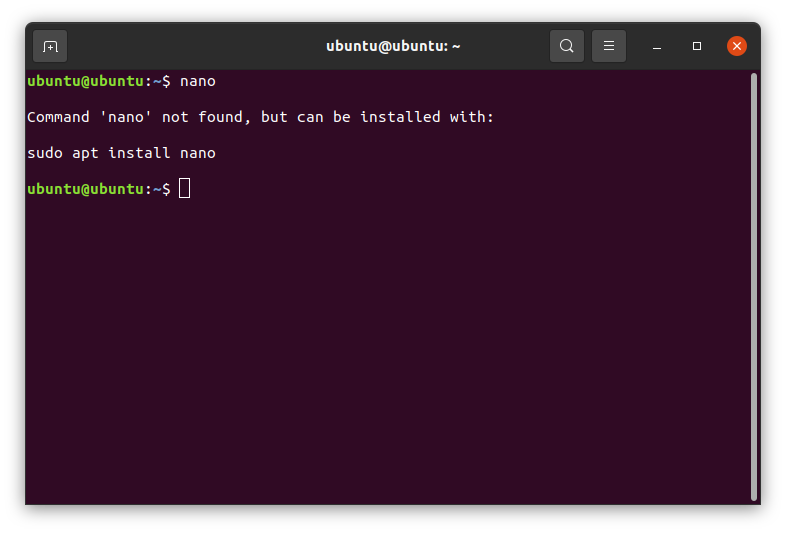 ubuntu@ubuntu: ~
ubuntu@ubuntu:~$ nano
Command 'nano' not found, but can be installed with:
sudo apt install nano
ubuntu@ubuntu:~$